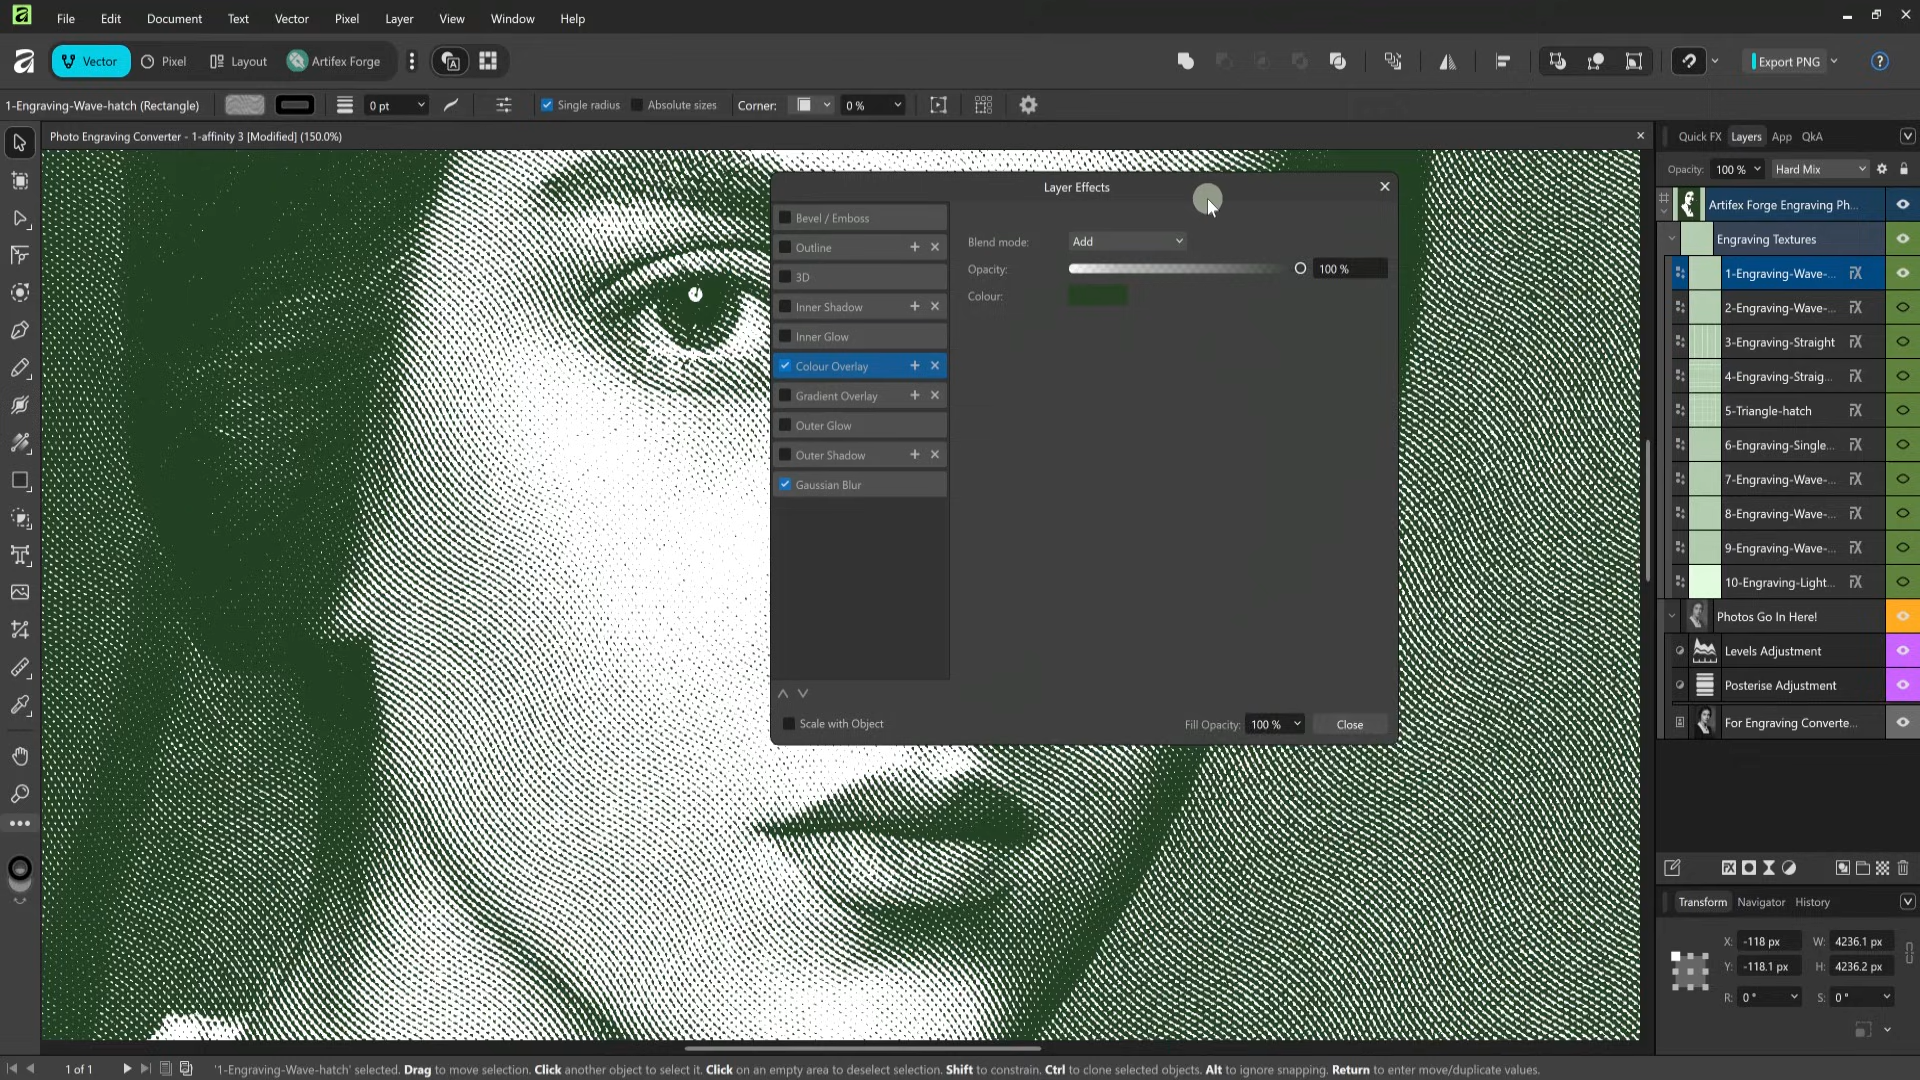 File Edit Document Text Vector Pixel Layer View Window Help
Vector Pixel Layout Artifex Forge Export PNG
1-Engraving-Wave-hatch (Rectangle) 0 pt Single radius Absolute sizes Corner: 0 %
Photo Engraving Converter - 1-affinity 3 [Modified] (150.0%)
Quick FX Layers App QkA
Opacity: 100 % Hard Mix
Layer Effects
Bevel / Emboss
Outline
3D
Inner Shadow
Inner Glow
Colour Overlay
Gradient Overlay
Outer Glow
Outer Shadow
Gaussian Blur
Blend mode: Add
Opacity: 100 %
Colour:
Scale with Object
Fill Opacity: 100 % Close
Artifex Forge Engraving Ph...
Engraving Textures
1-Engraving-Wave-...
2-Engraving-Wave-...
3-Engraving-Straight
4-Engraving-Straig...
5-Triangle-hatch
6-Engraving-Single...
7-Engraving-Wave-...
8-Engraving-Wave-...
9-Engraving-Wave-...
10-Engraving-Light...
Photos Go In Here!
Levels Adjustment
Posterise Adjustment
For Engraving Converte...
Transform Navigator History
X: -118 px W: 4236.1 px
Y: -118.1 px H: 4236.2 px
R: 0 ° S: 0 °
1 of 1 '1-Engraving-Wave-hatch' selected. Drag to move selection. Click another object to select it. Click on an empty area to deselect selection. Shift to constrain. Ctrl to clone selected objects. Alt to ignore snapping. Return to enter move/duplicate values.